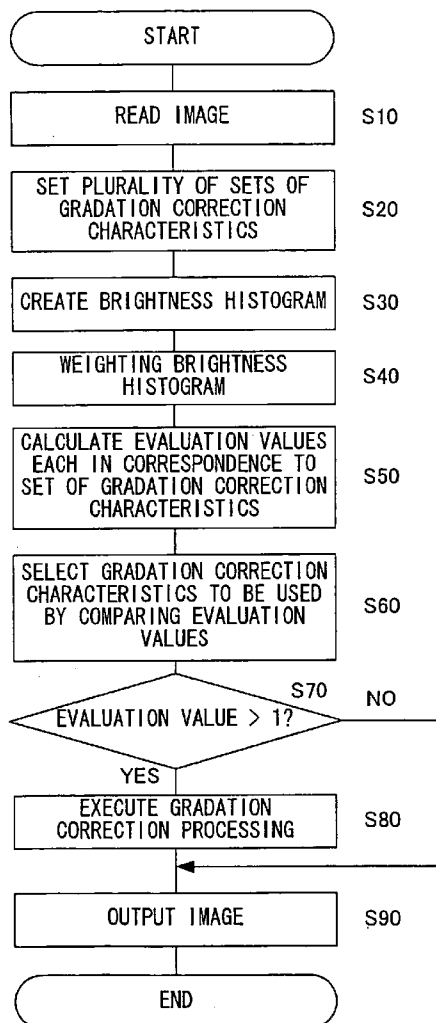 START
READ IMAGE S10
SET PLURALITY OF SETS OF
GRADATION CORRECTION
CHARACTERISTICS
S20
CREATE BRIGHTNESS HISTOGRAM S30
WEIGHTING BRIGHTNESS
HISTOGRAM
S40
CALCULATE EVALUATION VALUES
EACH IN CORRESPONDENCE TO
SET OF GRADATION CORRECTION
CHARACTERISTICS
S50
SELECT GRADATION CORRECTION
CHARACTERISTICS TO BE USED
BY COMPARING EVALUATION
VALUES
S60
S70
NO
EVALUATION VALUE > 1?
YES
EXECUTE GRADATION
CORRECTION PROCESSING
S80
OUTPUT IMAGE S90
END